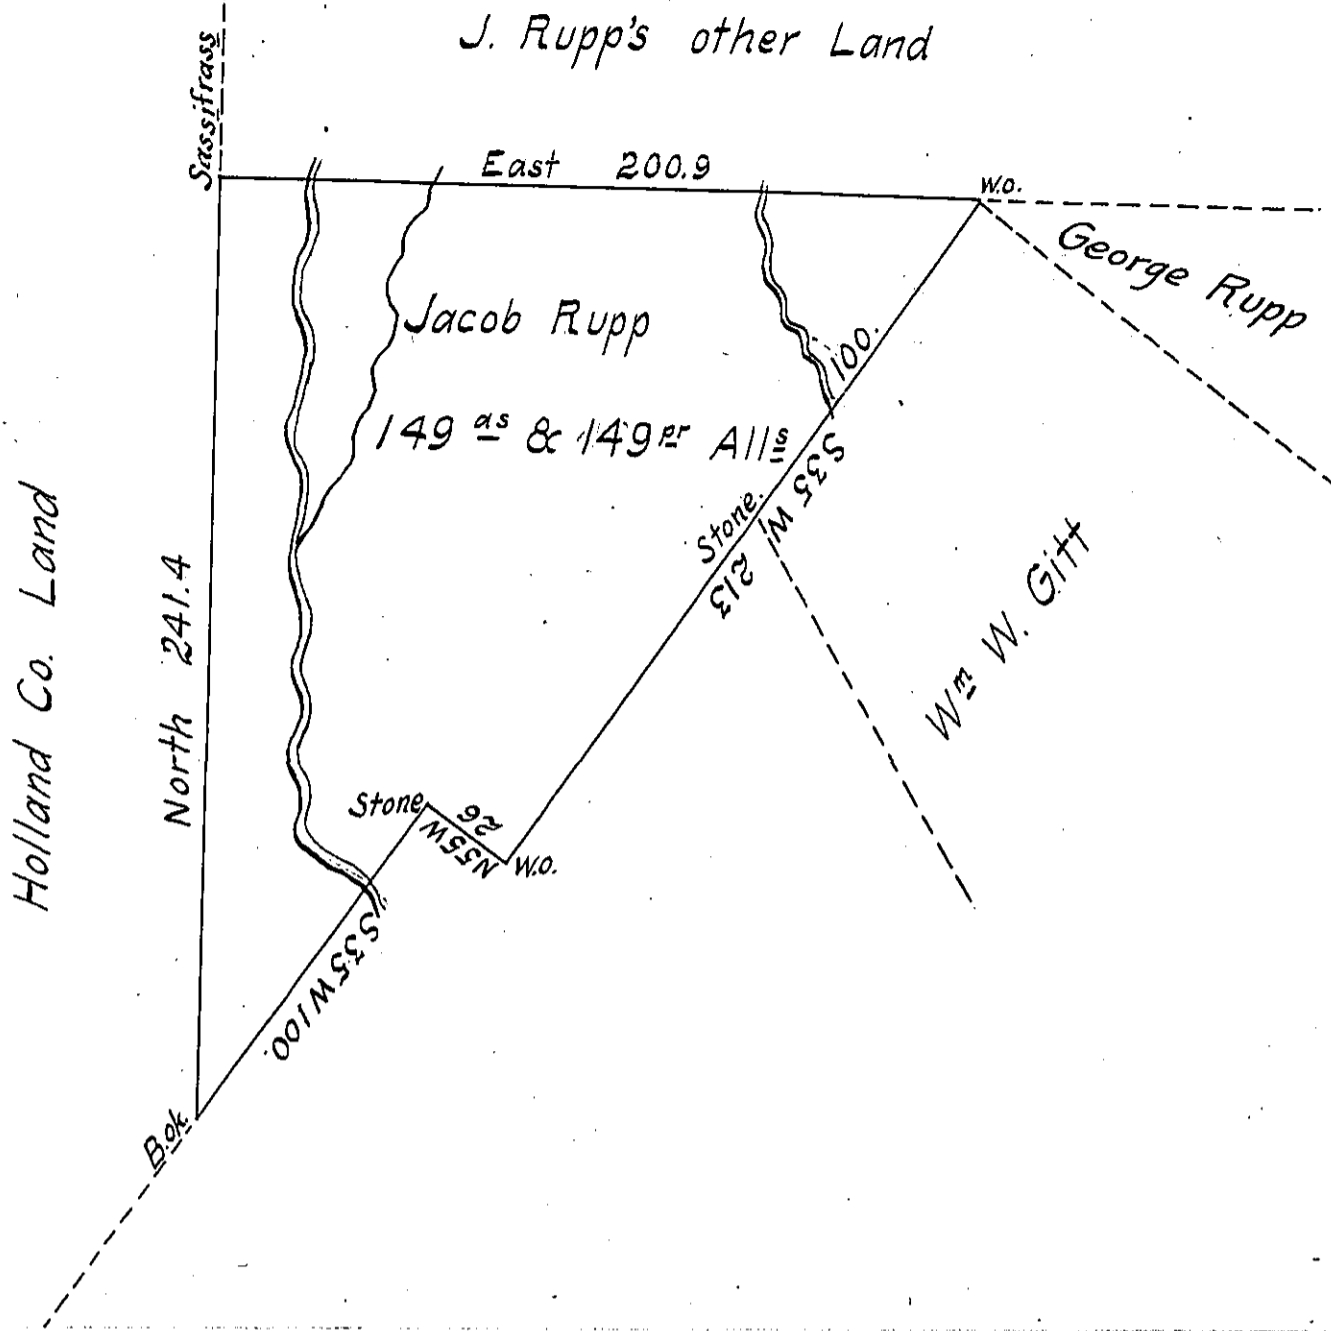 J. Rupp's other Land
Sassifrass
East 200.9
W.O.
George Rupp
Jacob Rupp
100.
149 as & 149 pr Alls
S35W
Stone.
213
Wm W. Gitt
Holland Co. Land
North 241.4
Stone
26
N55W
W.O.
S35W100.
B.ok.